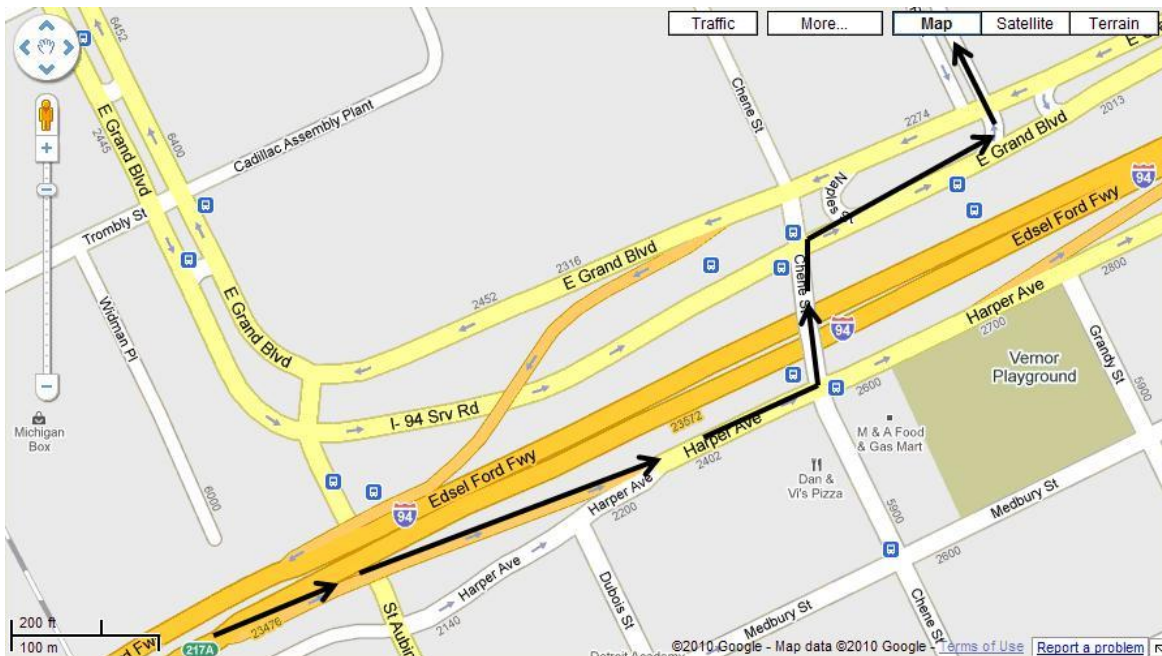 Traffic
More...
Map
Satellite
Terrain
6452
E Grand Blvd
2445
6400
Cadillac Assembly Plant
Trombly St
Widman Pl
E Grand Blvd
Michigan
Box
6000
Chene St
2274
2013
E Grand Blvd
Naples St
94
Edsel Ford Fwy
2316
E Grand Blvd
2452
Chene St
2800
Harper Ave
2700
94
Vernor
Playground
Grandy St
5900
I- 94 Srv Rd
2600
23572
Harper Ave
2402
M & A Food
& Gas Mart
Edsel Ford Fwy
94
Dan &
Vi's Pizza
Harper Ave
2200
5900
Medbury St
2600
Harper Ave
Dubois St
2140
Medbury St
Chene St
St Aubin
23476
217A
200 ft
100 m
©2010 Google - Map data ©2010 Google - Terms of Use
Report a problem